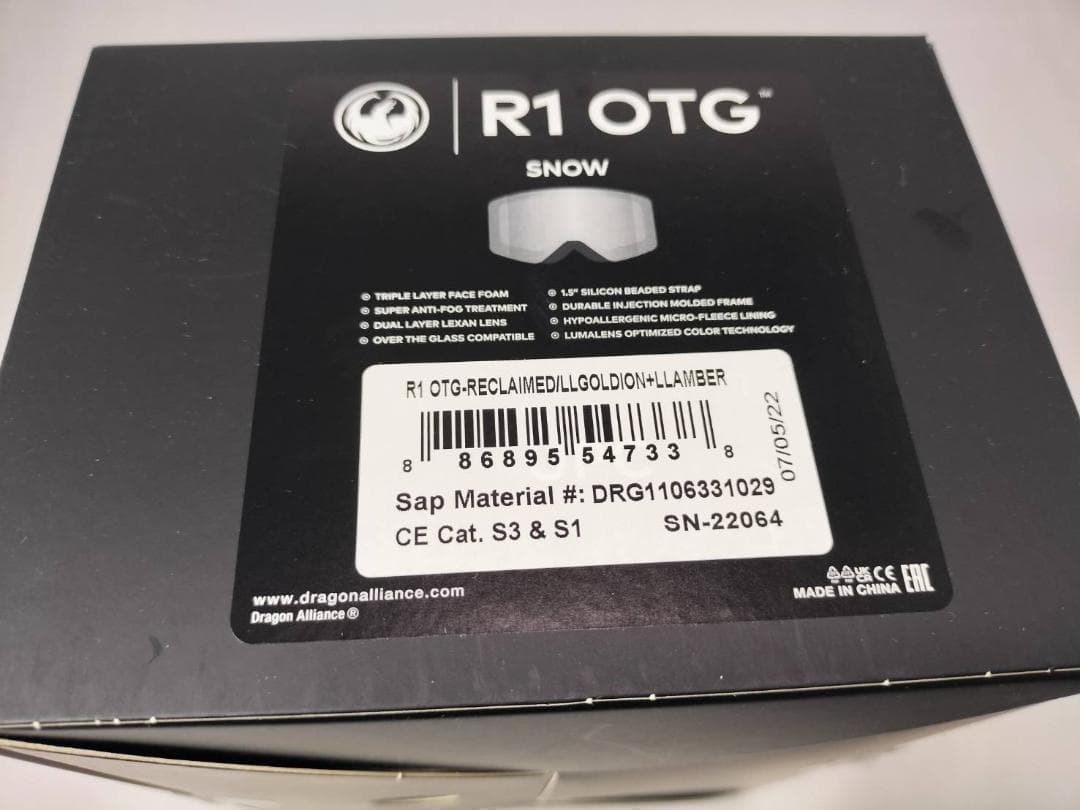 R1 OTG™
SNOW
TRIPLE LAYER FACE FOAM
SUPER ANTI-FOG TREATMENT
DUAL LAYER LEXAN LENS
OVER THE GLASS COMPATIBLE
1.5" SILICON BEADED STRAP
DURABLE INJECTION MOLDED FRAME
HYPOALLERGENIC MICRO-FLEECE LINING
LUMALENS OPTIMIZED COLOR TECHNOLOGY
R1 OTG-RECLAIMED/LLGOLDION+LLAMBER
8 86895 54733 8
07/05/22
Sap Material #: DRG1106331029
CE Cat. S3 & S1 SN-22064
www.dragonalliance.com
Dragon Alliance®
CE EAC
MADE IN CHINA